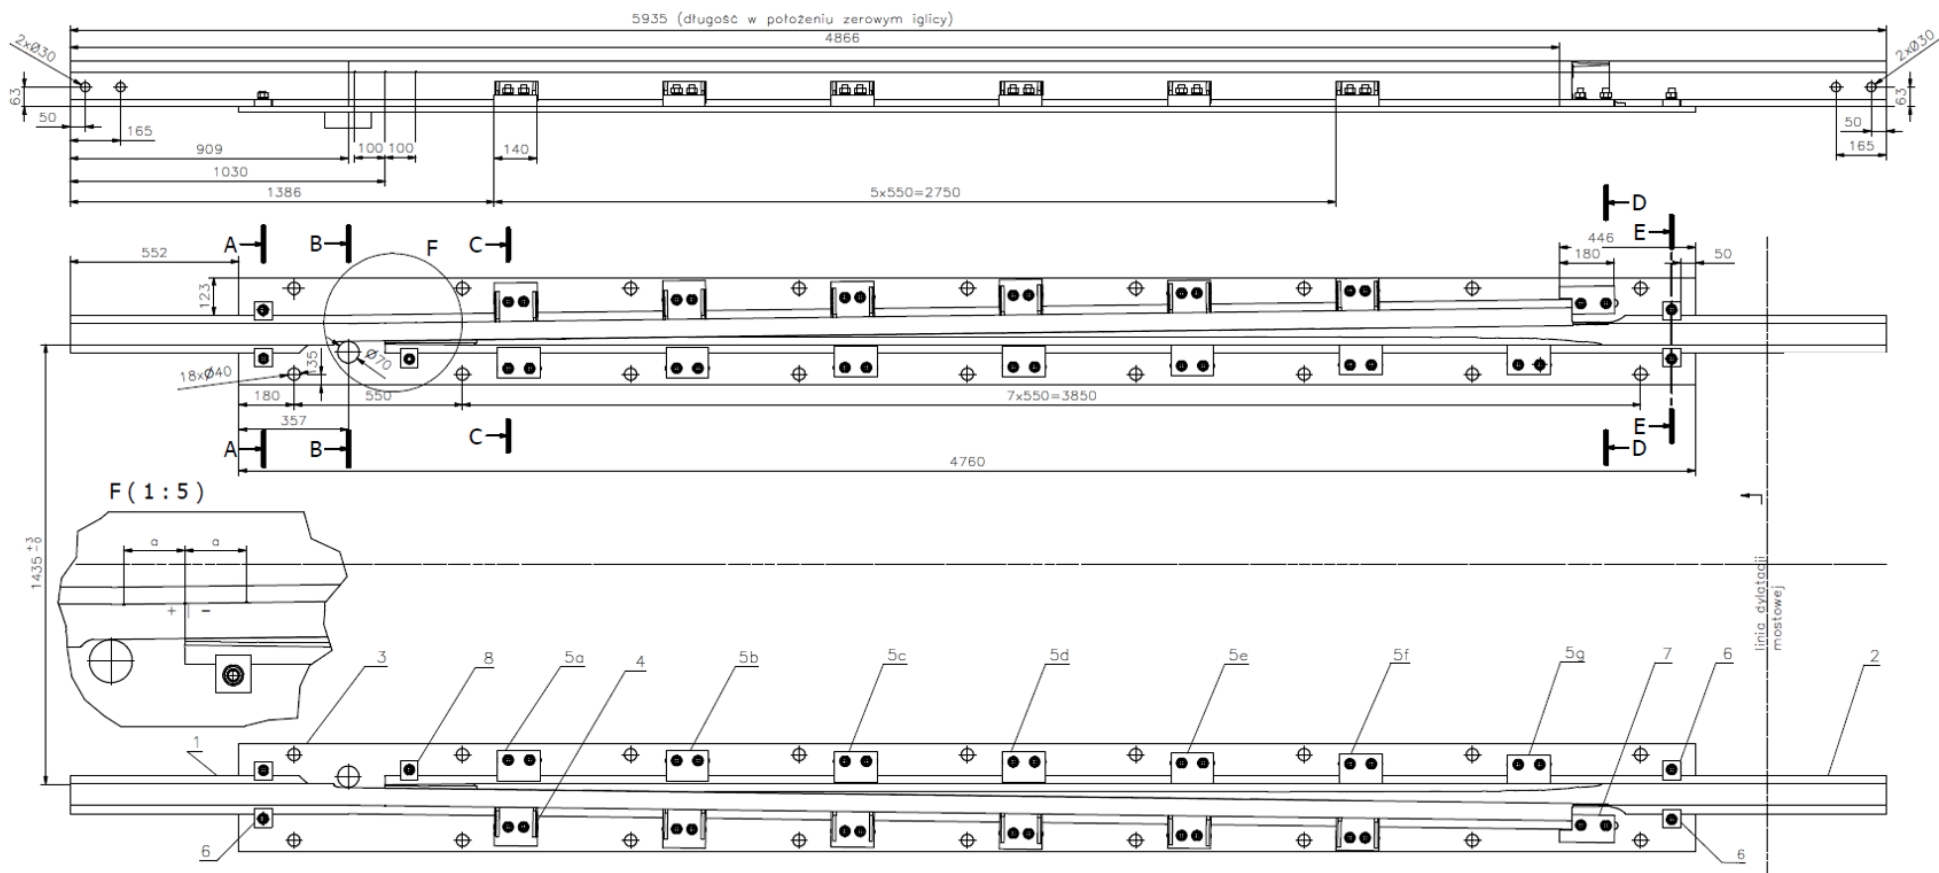 5935 (długość w położeniu zerowym iglicy)
4866
2xØ30
2xØ30
63
63
50
165
909
1030
1386
100
100
140
5x550=2750
50
165
A
B
C
F
D
E
552
123
446
180
50
Ø70
35
18xØ40
180
550
7x550=3850
357
A
B
C
D
E
4760
F(1:5)
1435 +3 -0
a
a
+
-
linia dylatacji
mostowej
3
8
5a
4
5b
5c
5d
5e
5f
5g
7
6
2
1
6
6